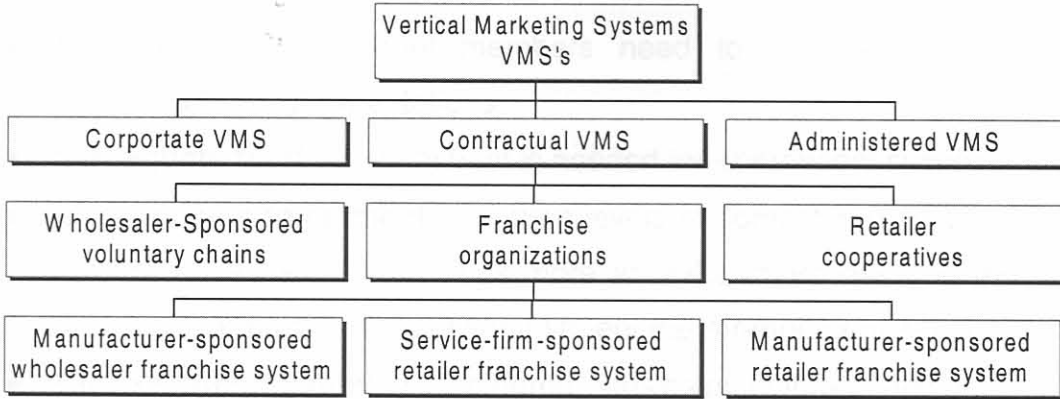 Vertical Marketing Systems
VMS's
Corportate VMS
Contractual VMS
Administered VMS
Wholesaler-Sponsored
voluntary chains
Franchise
organizations
Retailer
cooperatives
Manufacturer-sponsored
wholesaler franchise system
Service-firm-sponsored
retailer franchise system
Manufacturer-sponsored
retailer franchise system